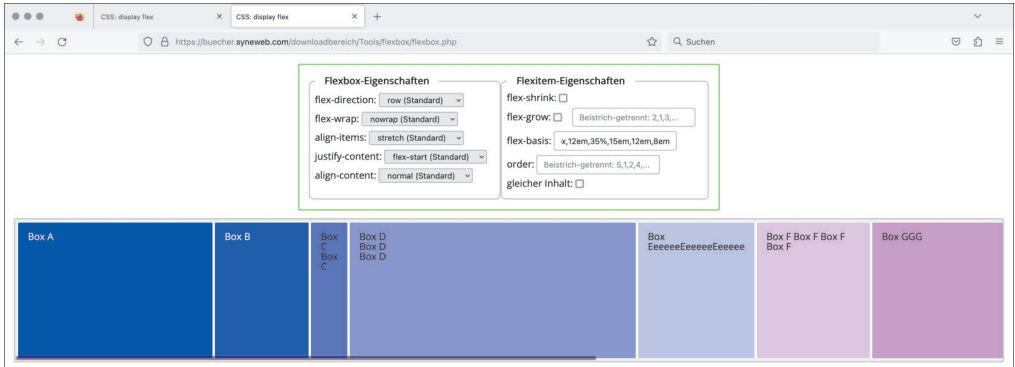 CSS: display flex
CSS: display flex
https://buecher.syneweb.com/downloadbereich/Tools/flexbox/flexbox.php
Suchen
Flexbox-Eigenschaften
flex-direction: row (Standard)
flex-wrap: nowrap (Standard)
align-items: stretch (Standard)
justify-content: flex-start (Standard)
align-content: normal (Standard)
Flexitem-Eigenschaften
flex-shrink:
flex-grow: Beistrich-getrennt: 2,1,3,...
flex-basis: x,12em,35%,15em,12em,8em
order: Beistrich-getrennt: 5,1,2,4,...
gleicher Inhalt:
Box A
Box B
Box
C
Box
C
Box D
Box D
Box D
Box
EeeeeeEeeeeeEeeeee
Box F Box F Box F
Box F
Box GGG